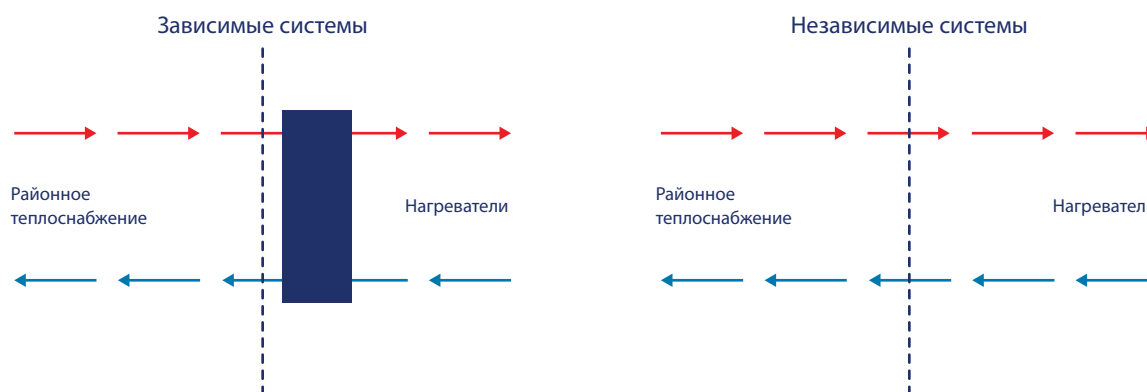 Зависимые системы
Районное
теплоснабжение
Нагреватели
Независимые системы
Районное
теплоснабжение
Нагревател